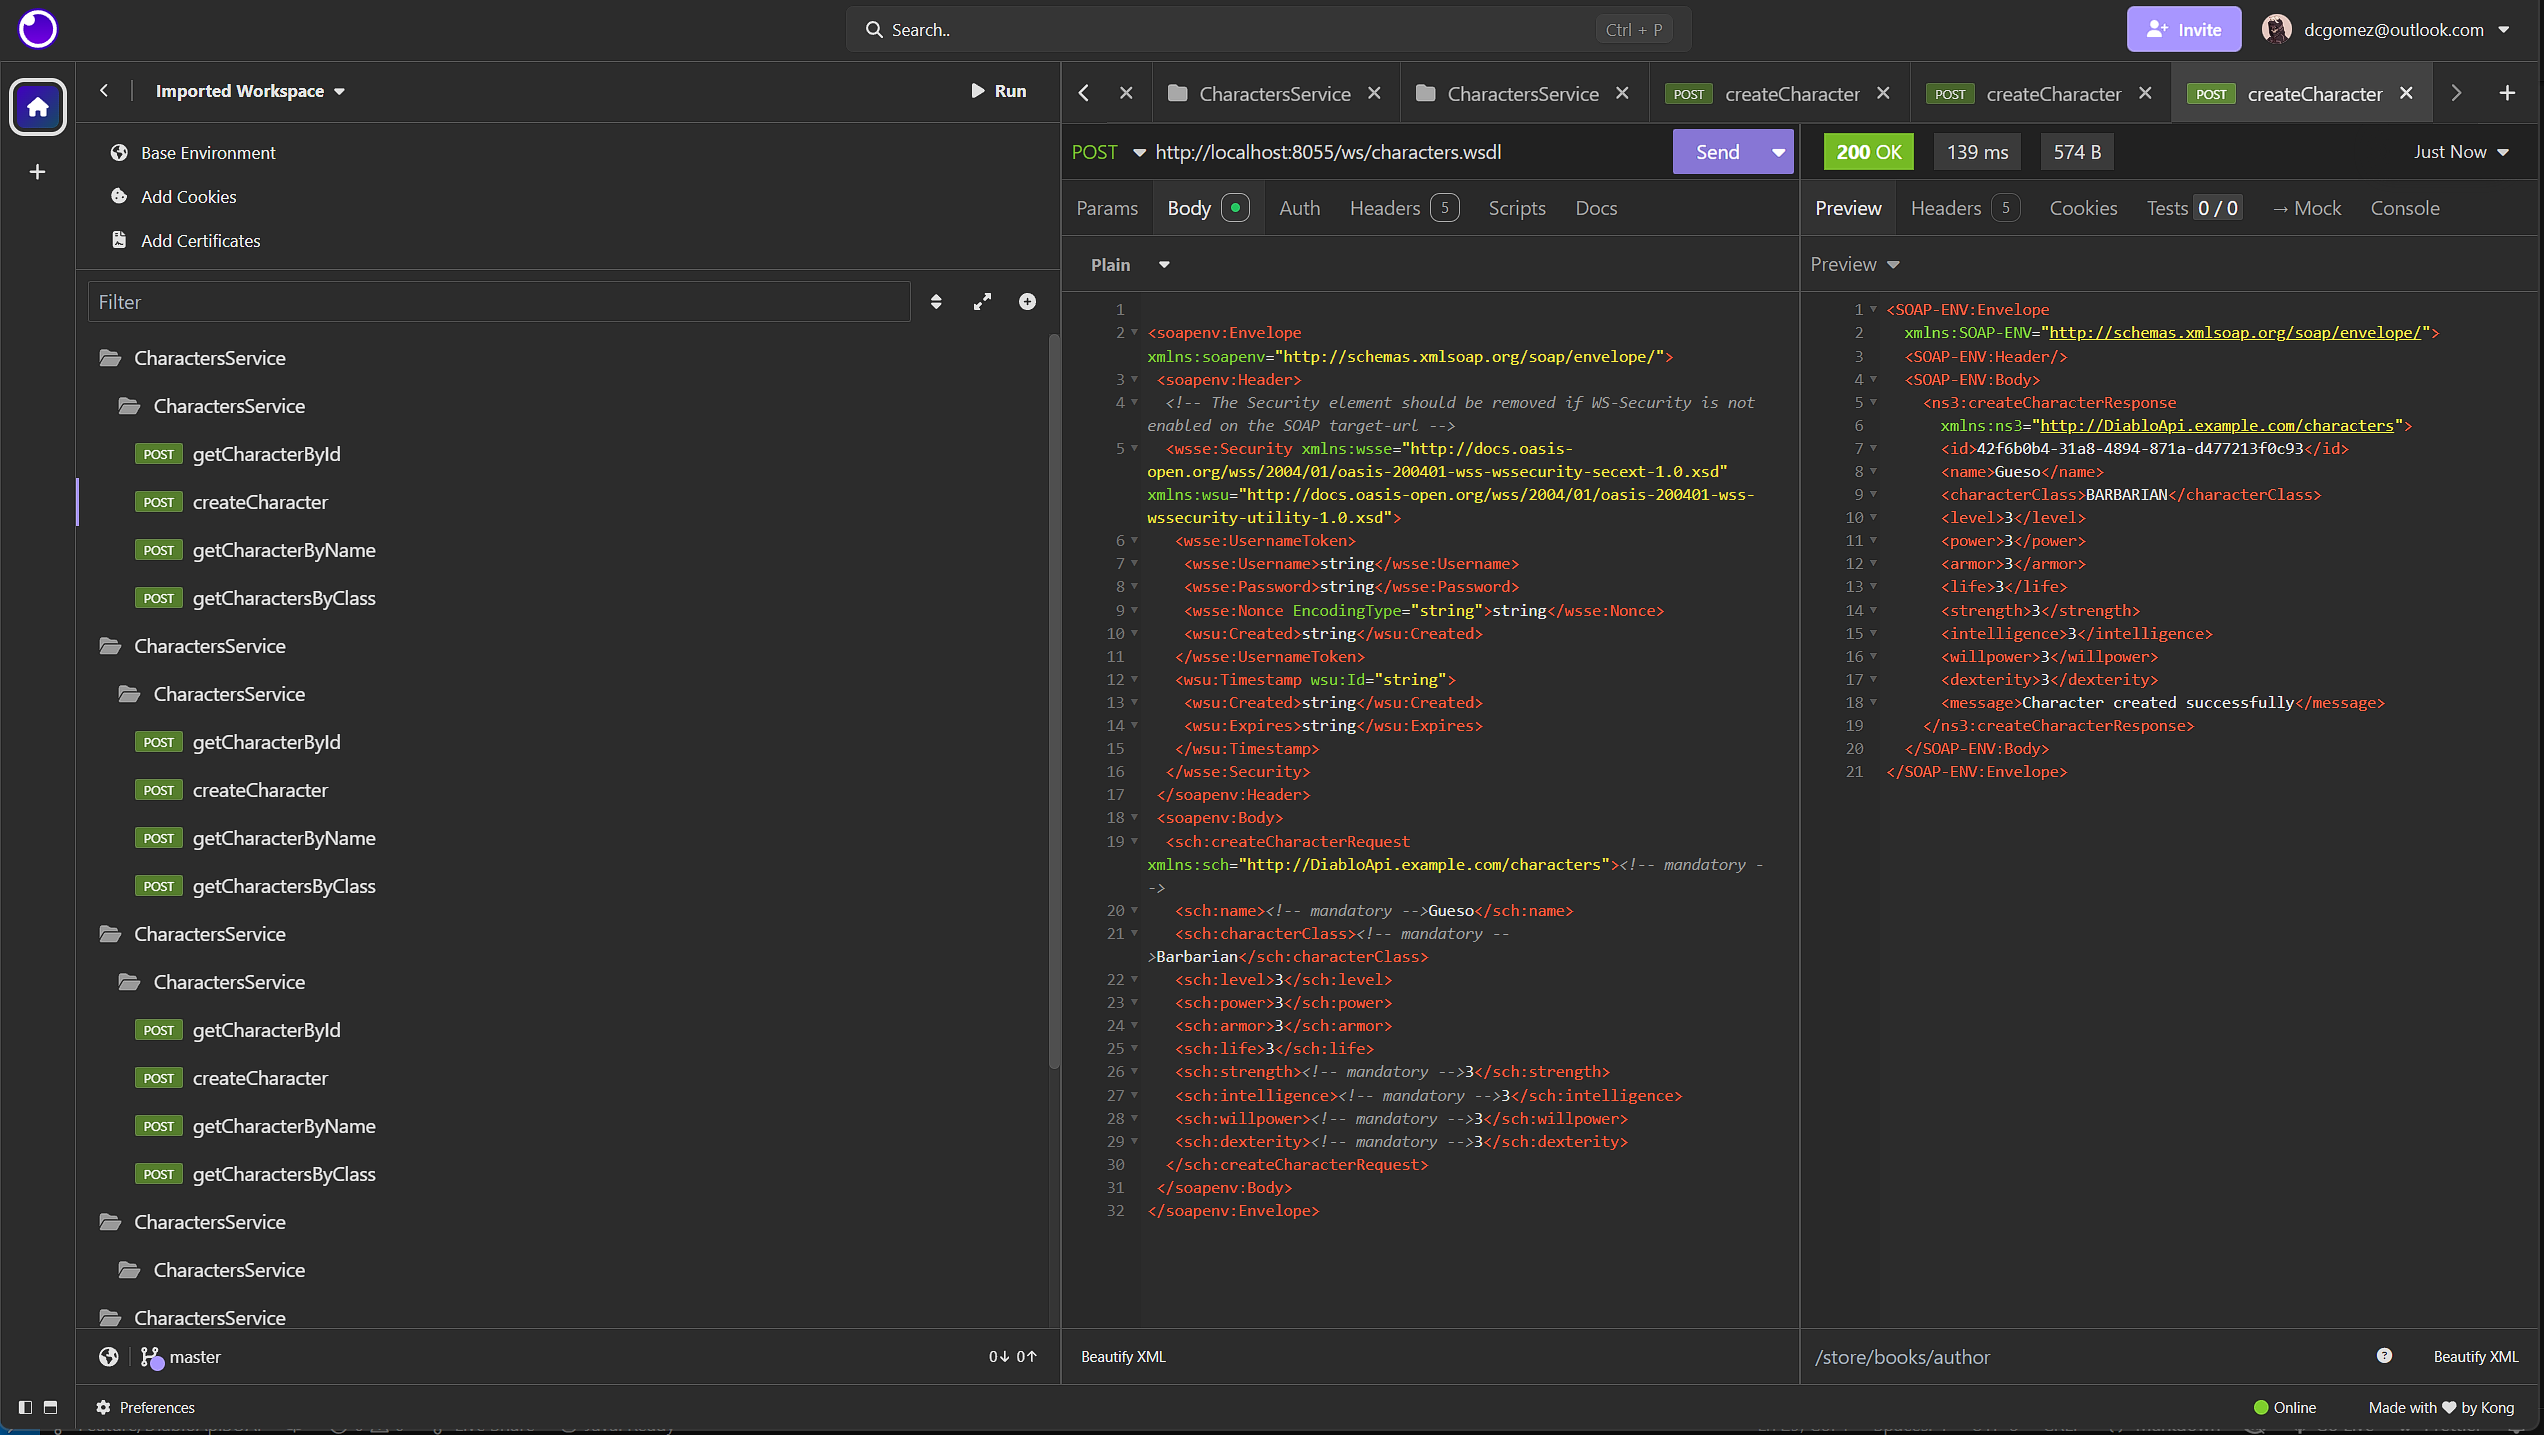 Search..
Ctrl + P
Invite
dcgomez@outlook.com
Imported Workspace
Run
CharactersService
CharactersService
POST createCharacter
POST createCharacter
POST createCharacter
Base Environment
Add Cookies
Add Certificates
Filter
CharactersService
CharactersService
POST getCharacterById
POST createCharacter
POST getCharacterByName
POST getCharactersByClass
CharactersService
CharactersService
POST getCharacterById
POST createCharacter
POST getCharacterByName
POST getCharactersByClass
CharactersService
CharactersService
POST getCharacterById
POST createCharacter
POST getCharacterByName
POST getCharactersByClass
CharactersService
CharactersService
CharactersService
master
0↓ 0↑
POST http://localhost:8055/ws/characters.wsdl
Send
Params Body Auth Headers 5 Scripts Docs
Plain
1
2 <soapenv:Envelope
xmlns:soapenv="http://schemas.xmlsoap.org/soap/envelope/">
3 <soapenv:Header>
4 <!-- The Security element should be removed if WS-Security is not
enabled on the SOAP target-url -->
5 <wsse:Security xmlns:wsse="http://docs.oasis-
open.org/wss/2004/01/oasis-200401-wss-wssecurity-secext-1.0.xsd"
xmlns:wsu="http://docs.oasis-open.org/wss/2004/01/oasis-200401-wss-
wssecurity-utility-1.0.xsd">
6 <wsse:UsernameToken>
7 <wsse:Username>string</wsse:Username>
8 <wsse:Password>string</wsse:Password>
9 <wsse:Nonce EncodingType="string">string</wsse:Nonce>
10 <wsu:Created>string</wsu:Created>
11 </wsse:UsernameToken>
12 <wsu:Timestamp wsu:Id="string">
13 <wsu:Created>string</wsu:Created>
14 <wsu:Expires>string</wsu:Expires>
15 </wsu:Timestamp>
16 </wsse:Security>
17 </soapenv:Header>
18 <soapenv:Body>
19 <sch:createCharacterRequest
xmlns:sch="http://DiabloApi.example.com/characters"><!-- mandatory -
->
20 <sch:name><!-- mandatory -->Gueso</sch:name>
21 <sch:characterClass><!-- mandatory --
>Barbarian</sch:characterClass>
22 <sch:level>3</sch:level>
23 <sch:power>3</sch:power>
24 <sch:armor>3</sch:armor>
25 <sch:life>3</sch:life>
26 <sch:strength><!-- mandatory -->3</sch:strength>
27 <sch:intelligence><!-- mandatory -->3</sch:intelligence>
28 <sch:willpower><!-- mandatory -->3</sch:willpower>
29 <sch:dexterity><!-- mandatory -->3</sch:dexterity>
30 </sch:createCharacterRequest>
31 </soapenv:Body>
32 </soapenv:Envelope>
Beautify XML
200 OK 139 ms 574 B Just Now
Preview Headers 5 Cookies Tests 0 / 0 → Mock Console
Preview
1 <SOAP-ENV:Envelope
2 xmlns:SOAP-ENV="http://schemas.xmlsoap.org/soap/envelope/">
3 <SOAP-ENV:Header/>
4 <SOAP-ENV:Body>
5 <ns3:createCharacterResponse
6 xmlns:ns3="http://DiabloApi.example.com/characters">
7 <id>42f6b0b4-31a8-4894-871a-d477213f0c93</id>
8 <name>Gueso</name>
9 <characterClass>BARBARIAN</characterClass>
10 <level>3</level>
11 <power>3</power>
12 <armor>3</armor>
13 <life>3</life>
14 <strength>3</strength>
15 <intelligence>3</intelligence>
16 <willpower>3</willpower>
17 <dexterity>3</dexterity>
18 <message>Character created successfully</message>
19 </ns3:createCharacterResponse>
20 </SOAP-ENV:Body>
21 </SOAP-ENV:Envelope>
/store/books/author
Beautify XML
Preferences
Online
Made with ♥ by Kong